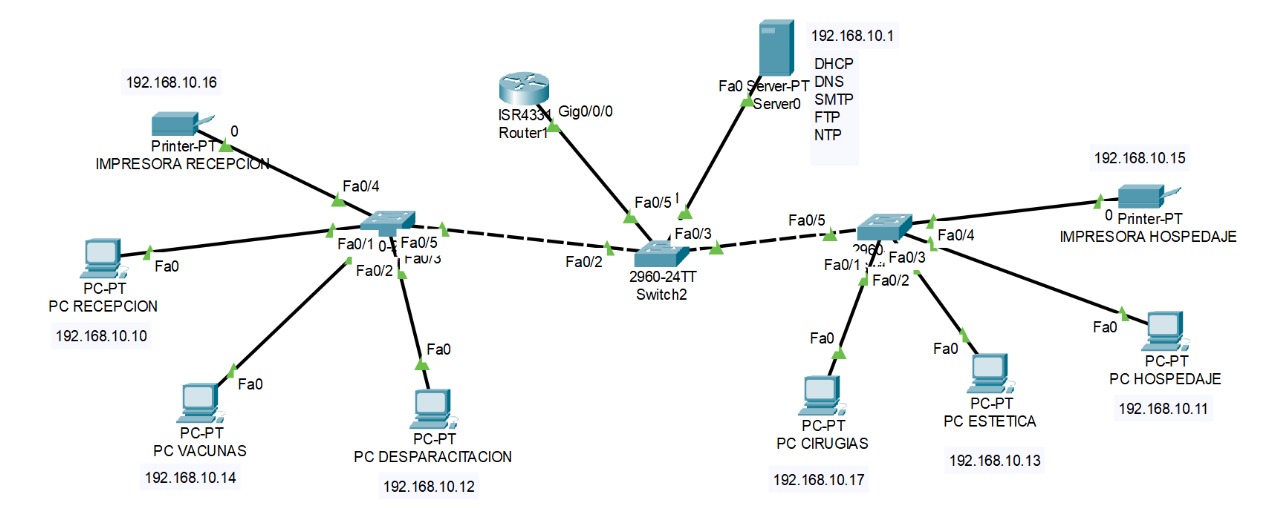 192.168.10.16
0
Printer-PT
IMPRESORA RECEPCION
Fa0/4
Fa0/1
Fa0/5
Fa0/3
Fa0/2
Fa0
PC-PT
PC RECEPCION
192.168.10.10
Fa0
PC-PT
PC VACUNAS
192.168.10.14
Fa0
PC-PT
PC DESPARACITACION
192.168.10.12
ISR4331
Router1
Gig0/0/0
192.168.10.1
DHCP
DNS
SMTP
FTP
NTP
Fa0
Server-PT
Server0
Fa0/5
Fa0/3
Fa0/2
2960-24TT
Switch2
Fa0/5
Fa0/4
Fa0/3
Fa0/1
Fa0/2
192.168.10.15
0
Printer-PT
IMPRESORA HOSPEDAJE
Fa0
PC-PT
PC CIRUGIAS
192.168.10.17
Fa0
PC-PT
PC ESTETICA
192.168.10.13
Fa0
PC-PT
PC HOSPEDAJE
192.168.10.11